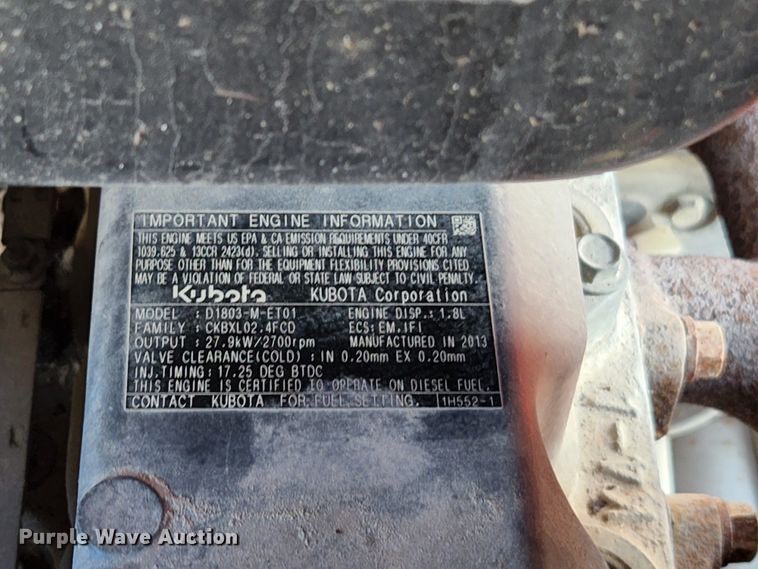 IMPORTANT ENGINE INFORMATION
THIS ENGINE MEETS US EPA & CA EMISSION REQUIREMENTS UNDER 40CFR
1039.625 & 13CCR 2423(d). SELLING OR INSTALLING THIS ENGINE FOR ANY
PURPOSE OTHER THAN FOR THE EQUIPMENT FLEXIBILITY PROVISIONS CITED
MAY BE A VIOLATION OF FEDERAL OR STATE LAW SUBJECT TO CIVIL PENALTY.
Kubota KUBOTA Corporation
MODEL : D1803-M-ET01 ENGINE DISP.: 1.8L
FAMILY : CKBXL02.4FCD ECS: EM,IFI
OUTPUT : 27.9kW/2700rpm MANUFACTURED IN 2013
VALVE CLEARANCE(COLD) : IN 0.20mm EX 0.20mm
INJ.TIMING: 17.25 DEG BTDC
THIS ENGINE IS CERTIFIED TO OPERATE ON DIESEL FUEL.
CONTACT KUBOTA FOR FUEL SETTING. 1H552-1
Purple Wave Auction